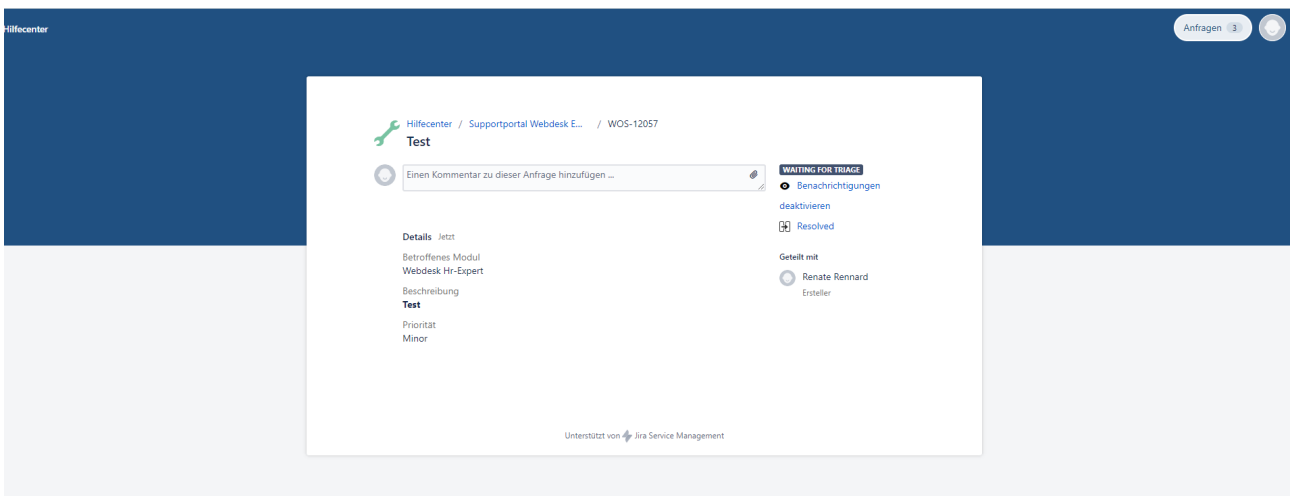 Hilfecenter
Anfragen 3
Hilfecenter / Supportportal Webdesk E... / WOS-12057
Test
Einen Kommentar zu dieser Anfrage hinzufügen ...
WAITING FOR TRIAGE
Benachrichtigungen
deaktivieren
Resolved
Details Jetzt
Betroffenes Modul
Webdesk Hr-Expert
Beschreibung
Test
Priorität
Minor
Geteilt mit
Renate Rennard
Ersteller
Unterstützt von Jira Service Management